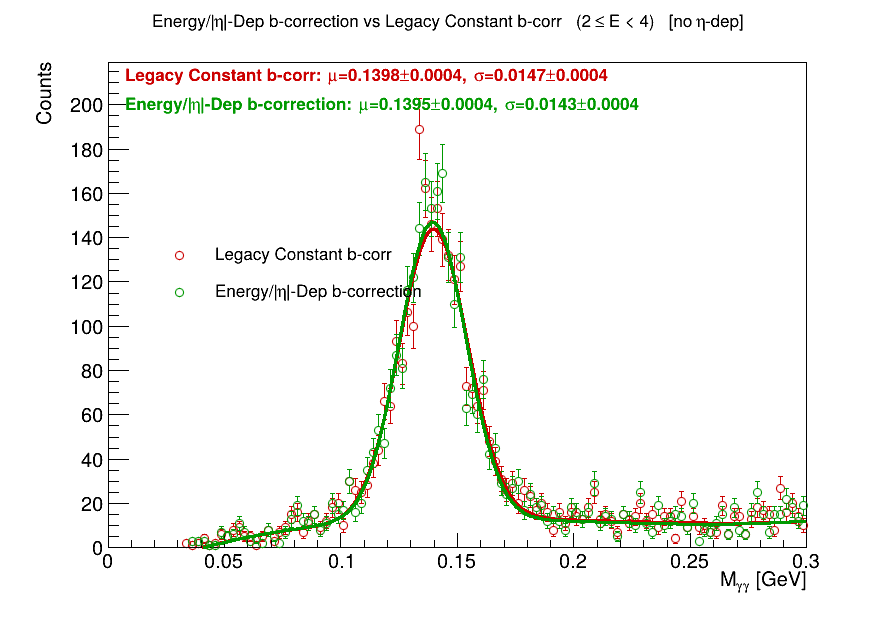 Energy/|η|-Dep b-correction vs Legacy Constant b-corr (2 ≤ E < 4) [no η-dep]
Counts
Legacy Constant b-corr: μ=0.1398±0.0004, σ=0.0147±0.0004
Energy/|η|-Dep b-correction: μ=0.1395±0.0004, σ=0.0143±0.0004
200
180
160
140
120
100
80
60
40
20
0
Legacy Constant b-corr
Energy/|η|-Dep b-correction
0 0.05 0.1 0.15 0.2 0.25 0.3
Mγγ [GeV]